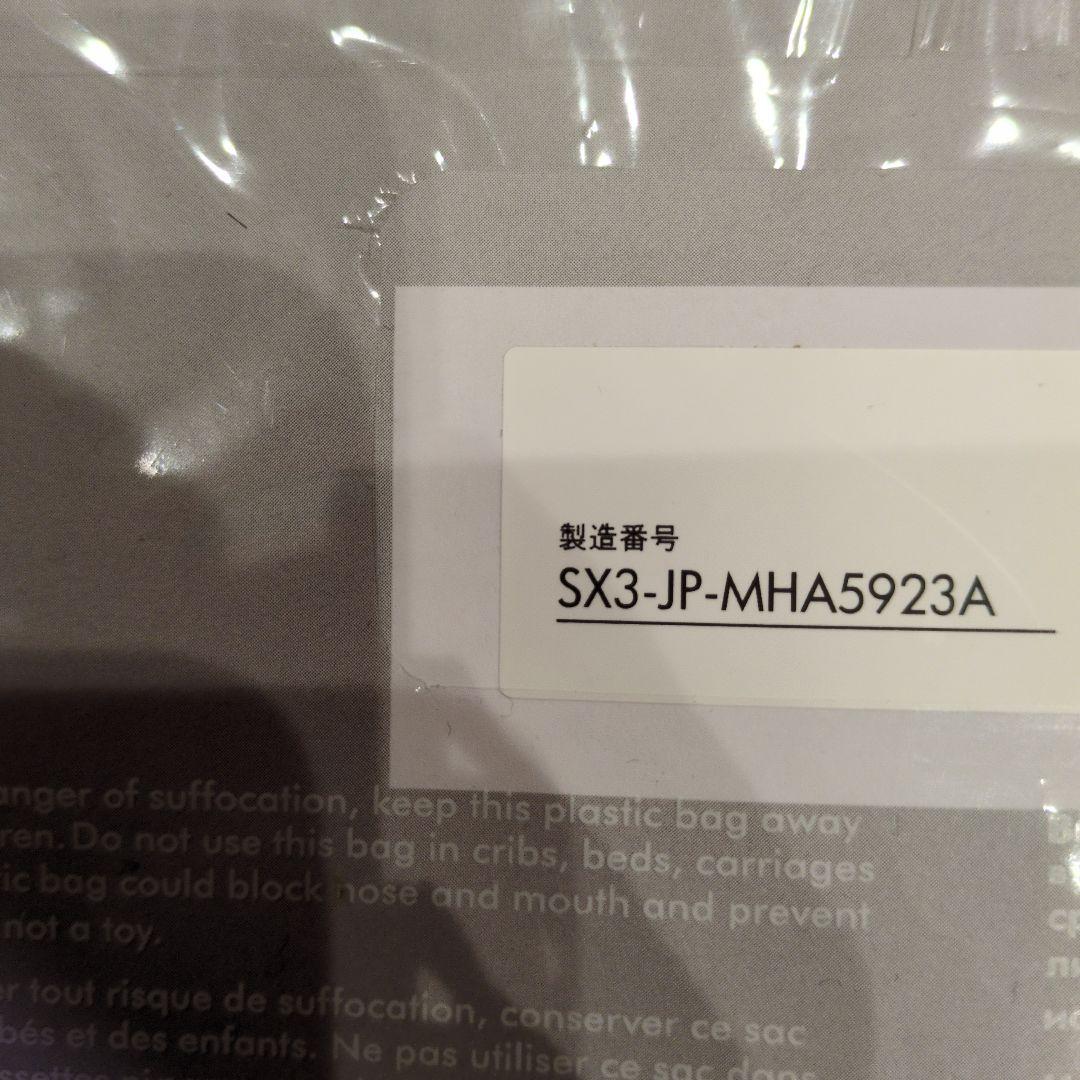 製造番号
SX3-JP-MHA5923A
anger of suffocation, keep this plastic bag away
ren. Do not use this bag in cribs, beds, carriages
ic bag could block nose and mouth and prevent
not a toy.
er tout risque de suffocation, conserver ce sac
bés et des enfants. Ne pas utiliser ce sac dans